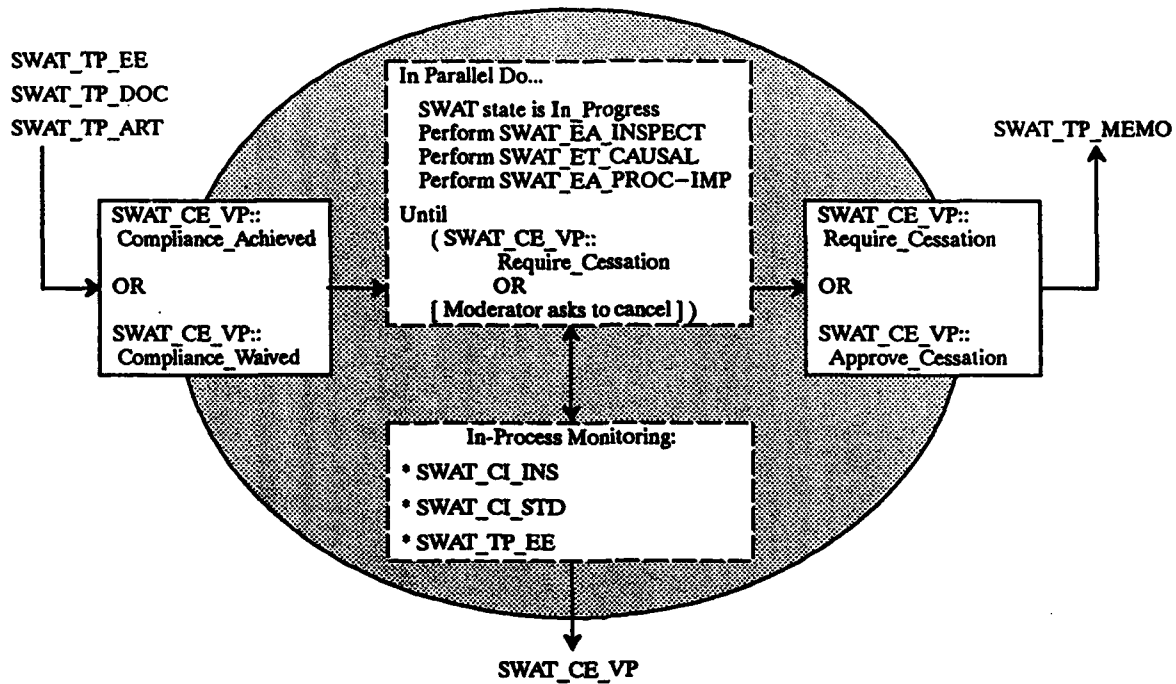 SWAT_TP_EE
SWAT_TP_DOC
SWAT_TP_ART
SWAT_CE_VP::
Compliance_Achieved
OR
SWAT_CE_VP::
Compliance_Waived
In Parallel Do...
SWAT state is In_Progress
Perform SWAT_EA_INSPECT
Perform SWAT_ET_CAUSAL
Perform SWAT_EA_PROC-IMP
Until
( SWAT_CE_VP::
Require_Cessation
OR
[ Moderator asks to cancel ] )
In-Process Monitoring:
* SWAT_CI_INS
* SWAT_CI_STD
* SWAT_TP_EE
SWAT_CE_VP
SWAT_CE_VP::
Require_Cessation
OR
SWAT_CE_VP::
Approve_Cessation
SWAT_TP_MEMO